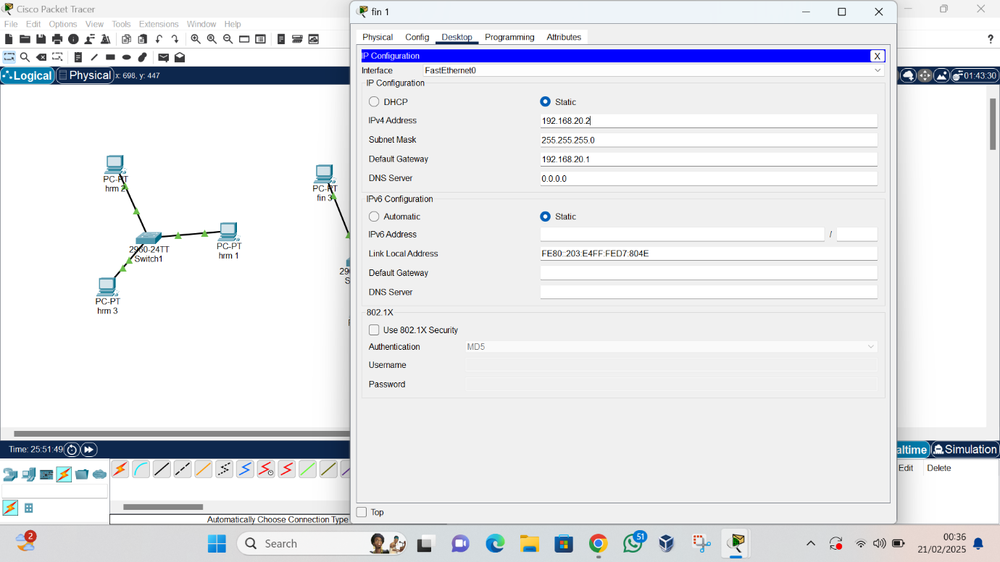 Cisco Packet Tracer
File Edit Options View Tools Extensions Window Help
?
Logical Physical x: 698, y: 447
01:43:30
PC-PT
hrm 2
PC-PT
hrm 1
2960-24TT
Switch1
PC-PT
hrm 3
PC-PT
fin 3
29
S
fin 1
Physical Config Desktop Programming Attributes
IP Configuration X
Interface FastEthernet0
IP Configuration
DHCP Static
IPv4 Address 192.168.20.2
Subnet Mask 255.255.255.0
Default Gateway 192.168.20.1
DNS Server 0.0.0.0
IPv6 Configuration
Automatic Static
IPv6 Address /
Link Local Address FE80::203:E4FF:FED7:804E
Default Gateway
DNS Server
802.1X
Use 802.1X Security
Authentication MD5
Username
Password
Top
Time: 25:51:49
altime Simulation
Edit Delete
Automatically Choose Connection Type
2
Search
51
00:36
21/02/2025